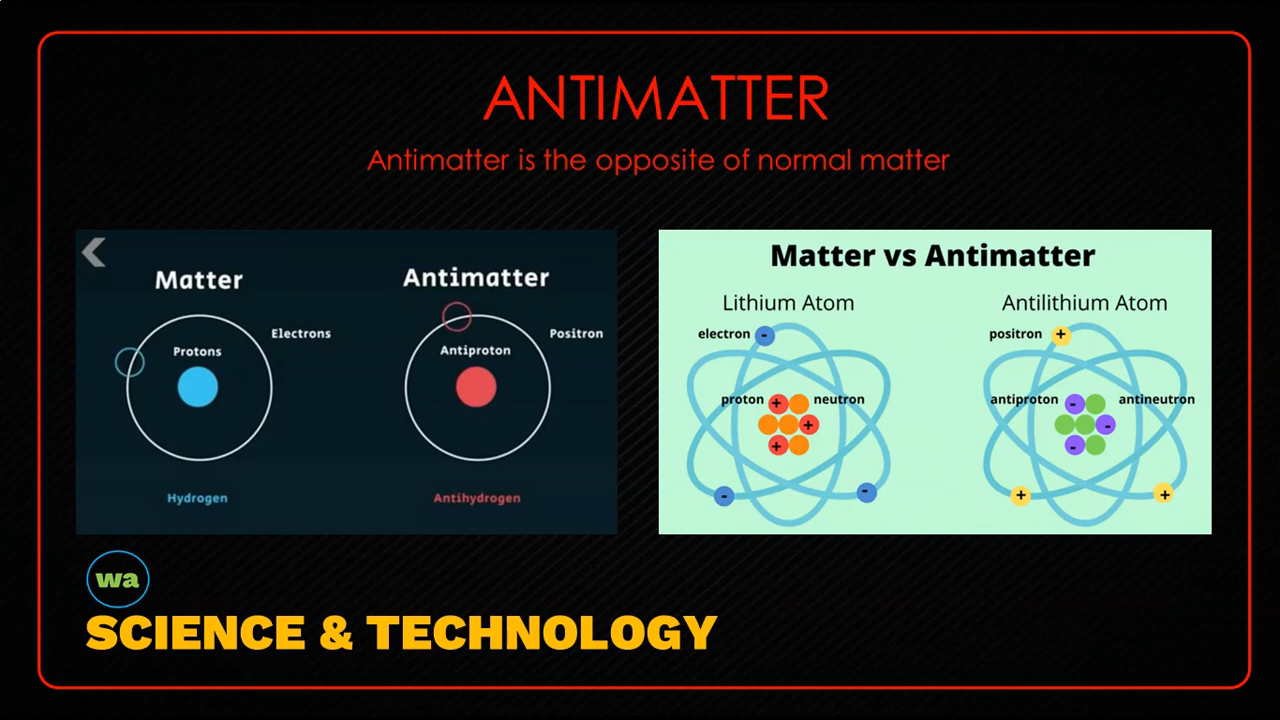 ANTIMATTER
Antimatter is the opposite of normal matter
Matter
Antimatter
Electrons
Positron
Protons
Antiproton
Hydrogen
Antihydrogen
Matter vs Antimatter
Lithium Atom
Antilithium Atom
electron -
positron +
proton + neutron
antiproton - antineutron
+
-
+
-
- -
+ +
wa
SCIENCE & TECHNOLOGY